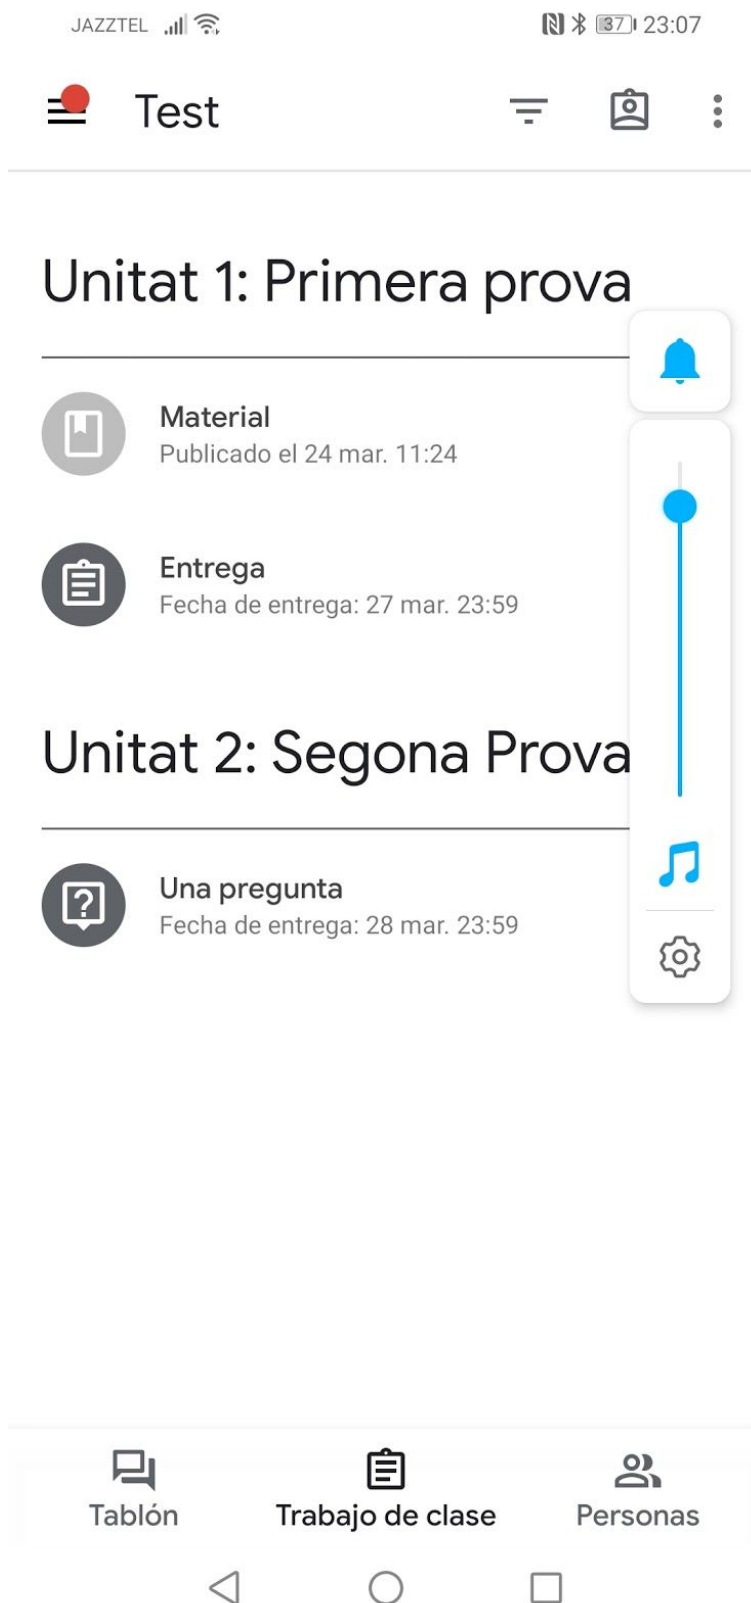 JAZZTEL 37 23:07
Test
Unitat 1: Primera prova
Material
Publicado el 24 mar. 11:24
Entrega
Fecha de entrega: 27 mar. 23:59
Unitat 2: Segona Prova
Una pregunta
Fecha de entrega: 28 mar. 23:59
Tablón Trabajo de clase Personas